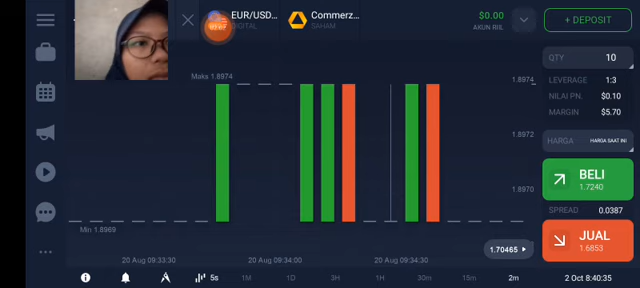 EUR/USD...
DIGITAL
Commerz...
SAHAM
$0.00
AKUN RIIL
+ DEPOSIT
QTY 10
LEVERAGE 1:3
NILAI PN. $0.10
MARGIN $5.70
HARGA HARGA SAAT INI
BELI
1.7240
SPREAD 0.0387
JUAL
1.6853
Maks 1.8974
1.8974
1.8972
1.8970
Min 1.8969
1.70465
20 Aug 09:33:30
20 Aug 09:34:00
20 Aug 09:34:30
5s
1M
1D
3H
1H
30m
15m
2m
2 Oct 8:40:35